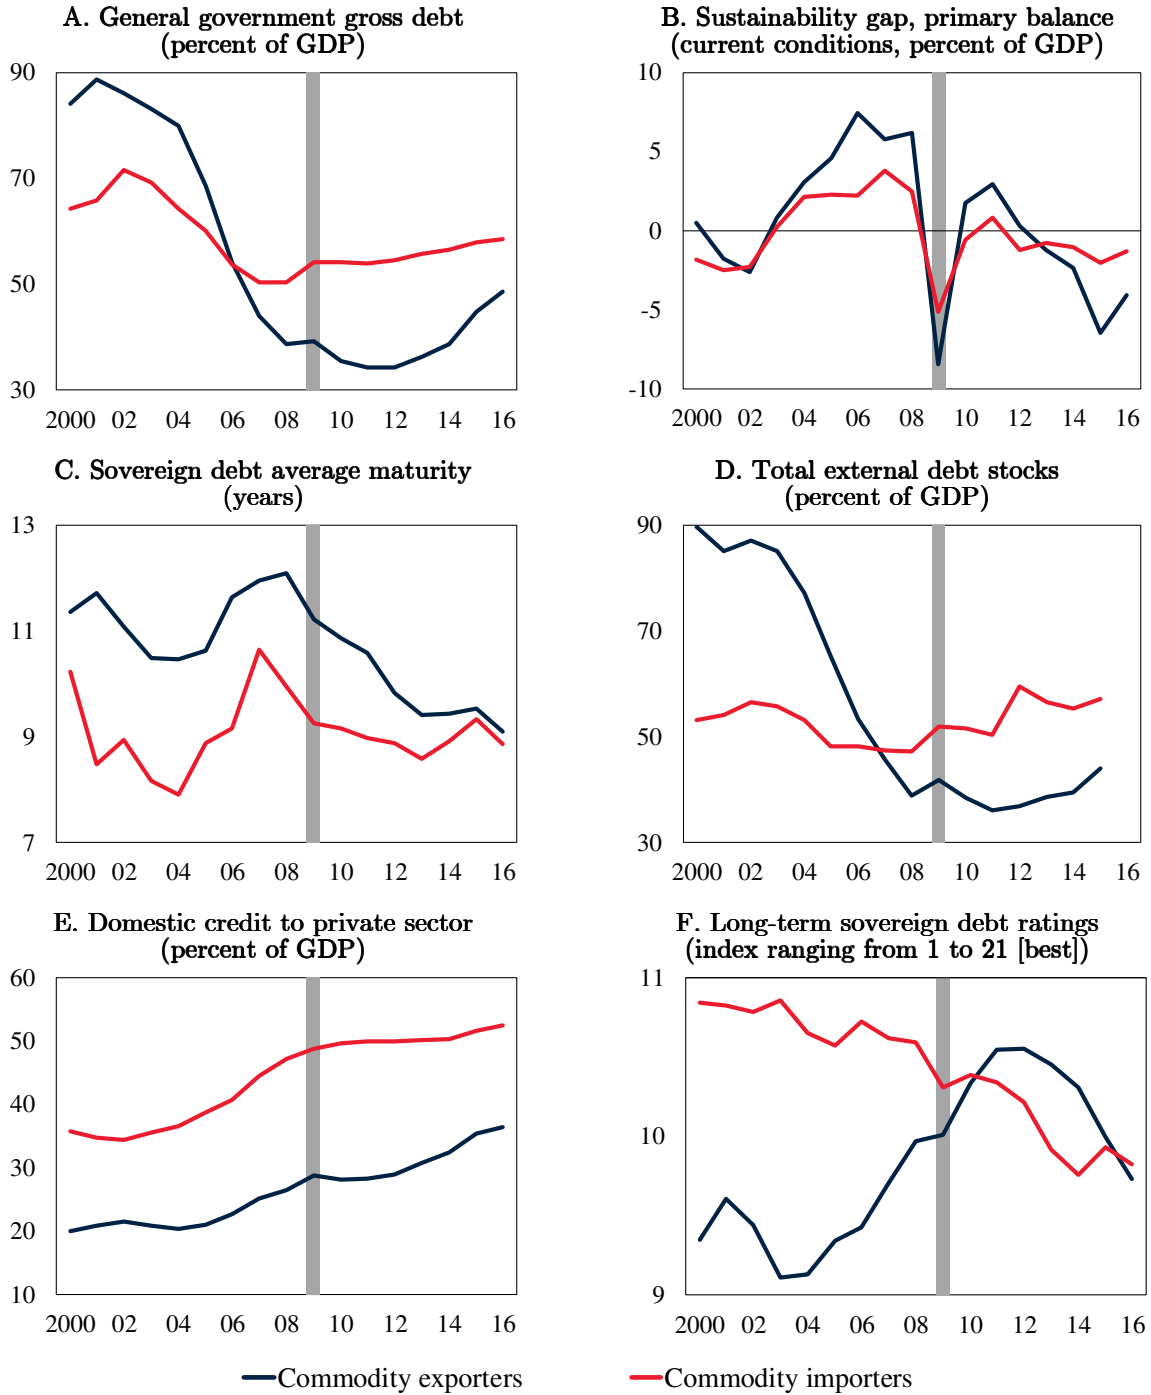 A. General government gross debt
(percent of GDP)
90
70
50
30
2000 02 04 06 08 10 12 14 16
B. Sustainability gap, primary balance
(current conditions, percent of GDP)
10
5
0
-5
-10
2000 02 04 06 08 10 12 14 16
C. Sovereign debt average maturity
(years)
13
11
9
7
2000 02 04 06 08 10 12 14 16
D. Total external debt stocks
(percent of GDP)
90
70
50
30
2000 02 04 06 08 10 12 14 16
E. Domestic credit to private sector
(percent of GDP)
60
50
40
30
20
10
2000 02 04 06 08 10 12 14 16
F. Long-term sovereign debt ratings
(index ranging from 1 to 21 [best])
11
10
9
2000 02 04 06 08 10 12 14 16
Commodity exporters
Commodity importers